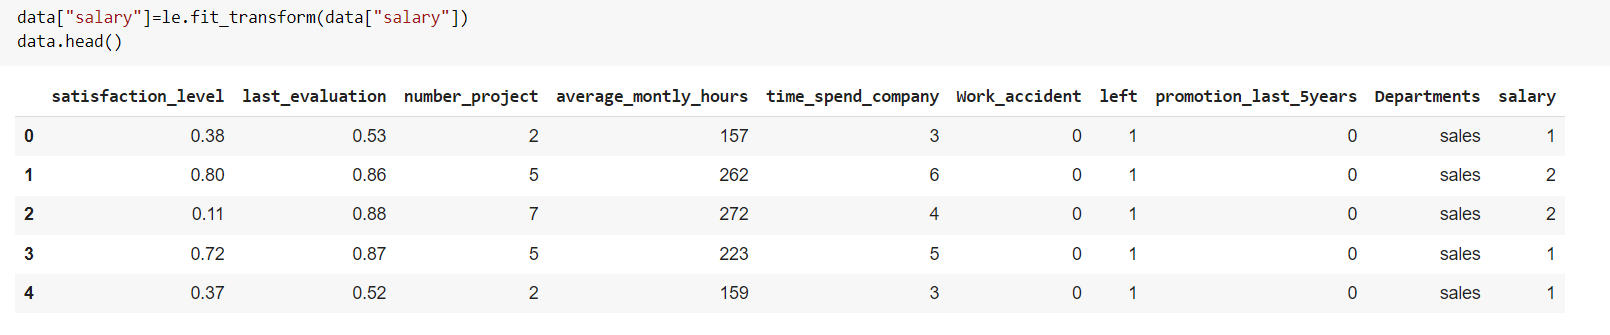 data["salary"]=le.fit_transform(data["salary"])
data.head()
satisfaction_level last_evaluation number_project average_montly_hours time_spend_company Work_accident left promotion_last_5years Departments salary
0 0.38 0.53 2 157 3 0 1 0 sales 1
1 0.80 0.86 5 262 6 0 1 0 sales 2
2 0.11 0.88 7 272 4 0 1 0 sales 2
3 0.72 0.87 5 223 5 0 1 0 sales 1
4 0.37 0.52 2 159 3 0 1 0 sales 1